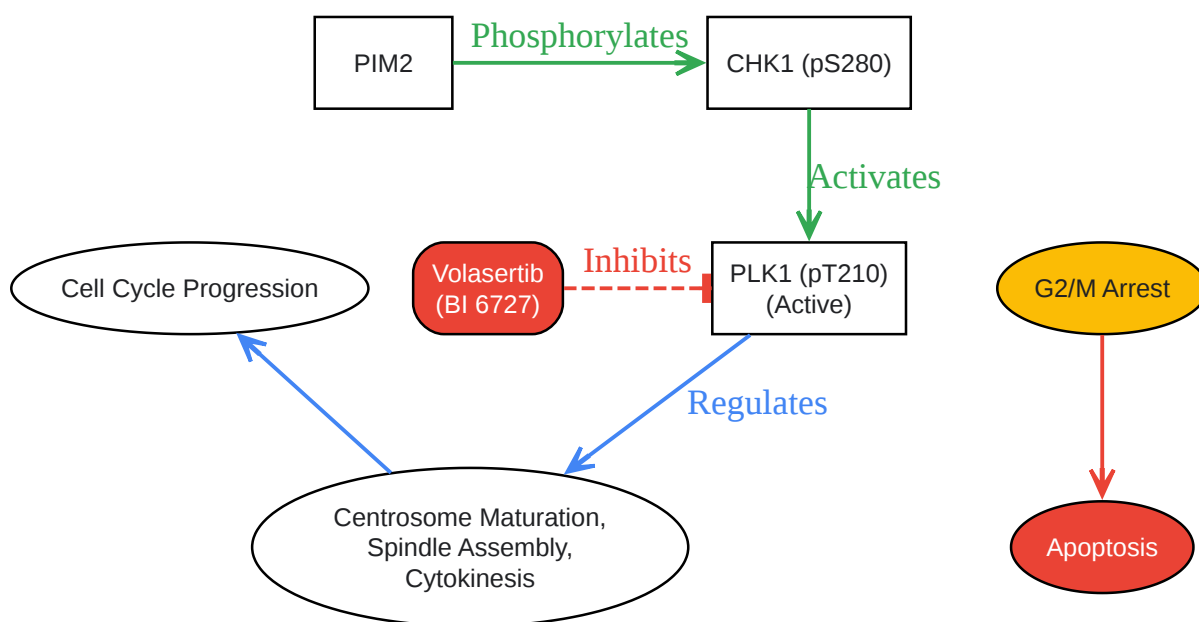 Phosphorylates
PIM2
CHK1 (pS280)
Activates
Cell Cycle Progression
Volasertib
(BI 6727)
Inhibits
PLK1 (pT210)
(Active)
G2/M Arrest
Regulates
Centrosome Maturation,
Spindle Assembly,
Cytokinesis
Apoptosis